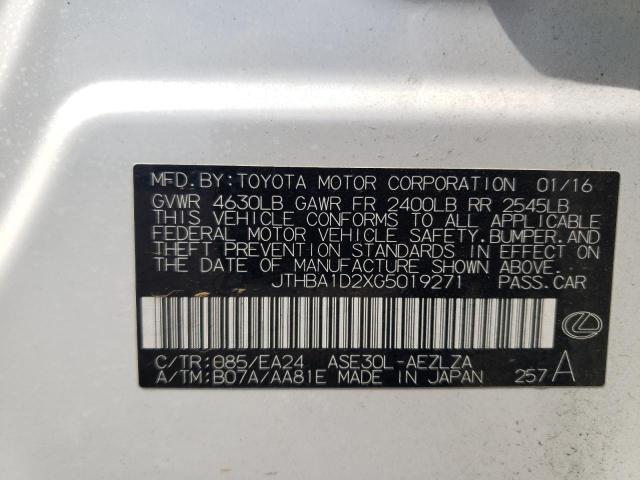 MFD. BY: TOYOTA MOTOR CORPORATION 01/16
GVWR 4630LB GAWR FR 2400LB RR 2545LB
THIS VEHICLE CONFORMS TO ALL APPLICABLE
FEDERAL MOTOR VEHICLE SAFETY, BUMPER, AND
THEFT PREVENTION STANDARDS IN EFFECT ON
THE DATE OF MANUFACTURE SHOWN ABOVE.
JTHBA1D2XG5019271 PASS.CAR
C/TR: 085/EA24 ASE30L-AEZLZA
A/TM: B07A/AA81E MADE IN JAPAN 257 A